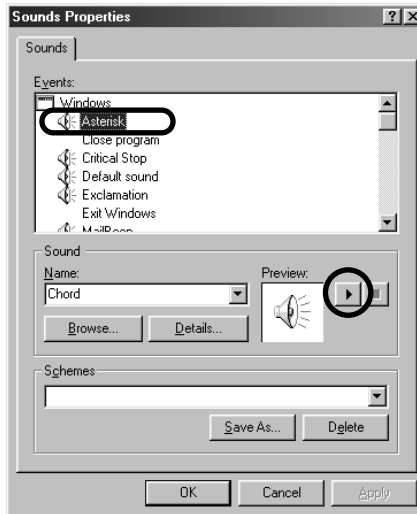 Sounds Properties
Sounds
Events:
Windows
Asterisk
Close program
Critical Stop
Default sound
Exclamation
Exit Windows
MailBeep
Sound
Name:
Preview:
Chord
Browse...
Details...
Schemes
Save As...
Delete
OK
Cancel
Apply